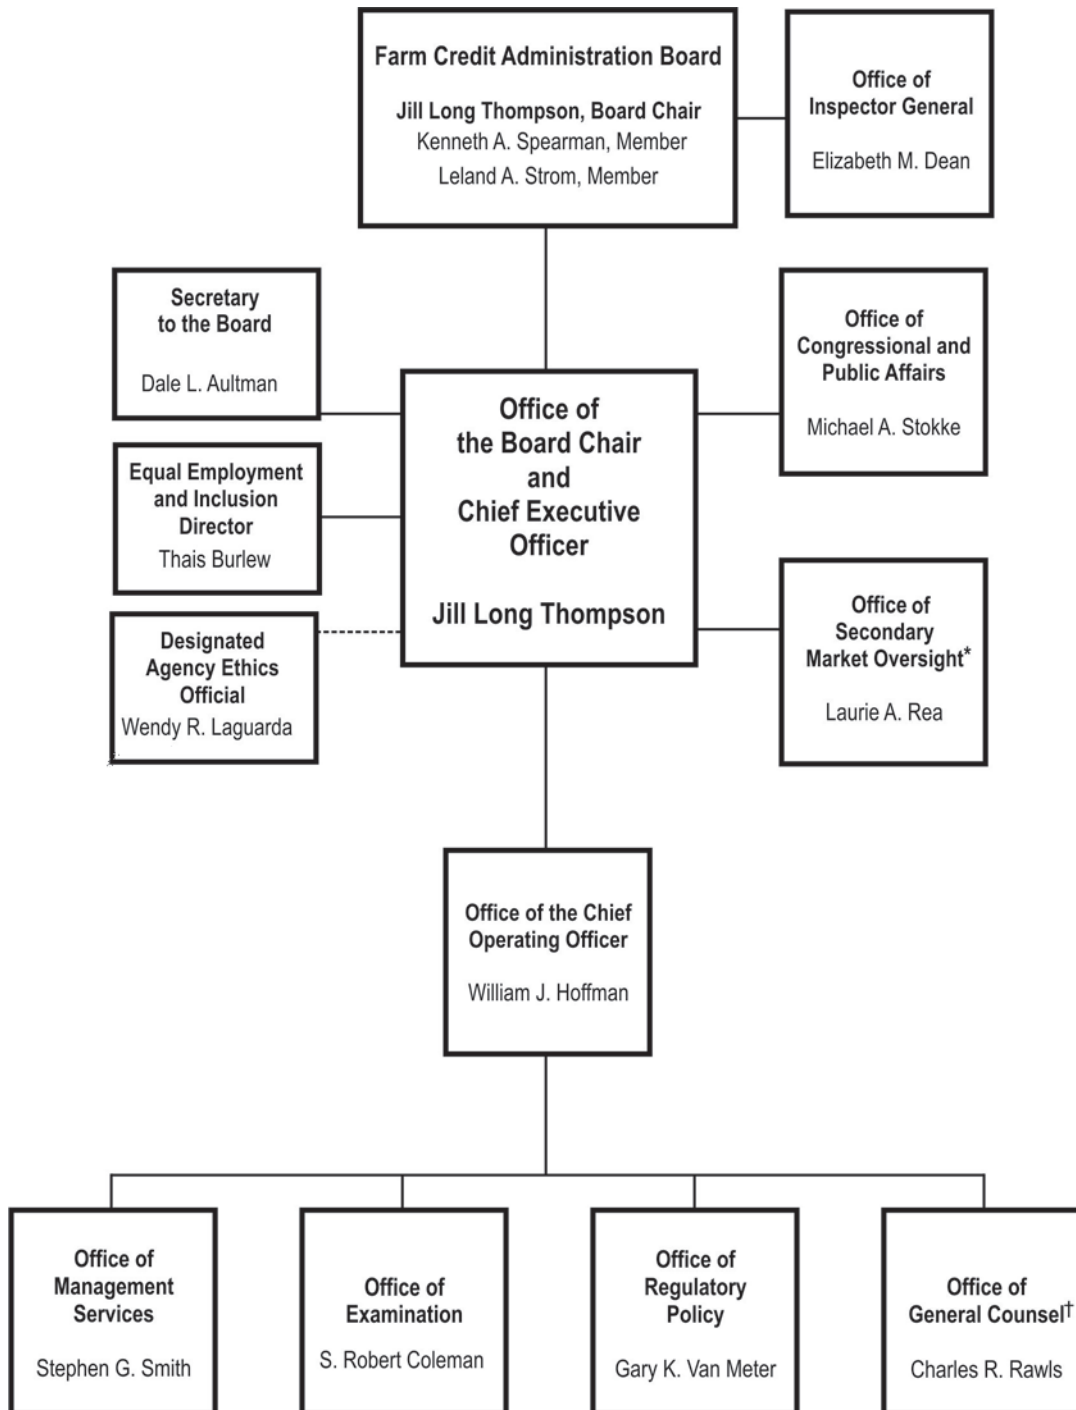 Farm Credit Administration Board
Jill Long Thompson, Board Chair
Kenneth A. Spearman, Member
Leland A. Strom, Member
Office of
Inspector General
Elizabeth M. Dean
Secretary
to the Board
Dale L. Aultman
Equal Employment
and Inclusion
Director
Thais Burlew
Designated
Agency Ethics
Official
Wendy R. Laguarda
Office of
the Board Chair
and
Chief Executive
Officer
Jill Long Thompson
Office of
Congressional and
Public Affairs
Michael A. Stokke
Office of
Secondary
Market Oversight*
Laurie A. Rea
Office of the Chief
Operating Officer
William J. Hoffman
Office of
Management
Services
Stephen G. Smith
Office of
Examination
S. Robert Coleman
Office of
Regulatory
Policy
Gary K. Van Meter
Office of
General Counsel†
Charles R. Rawls